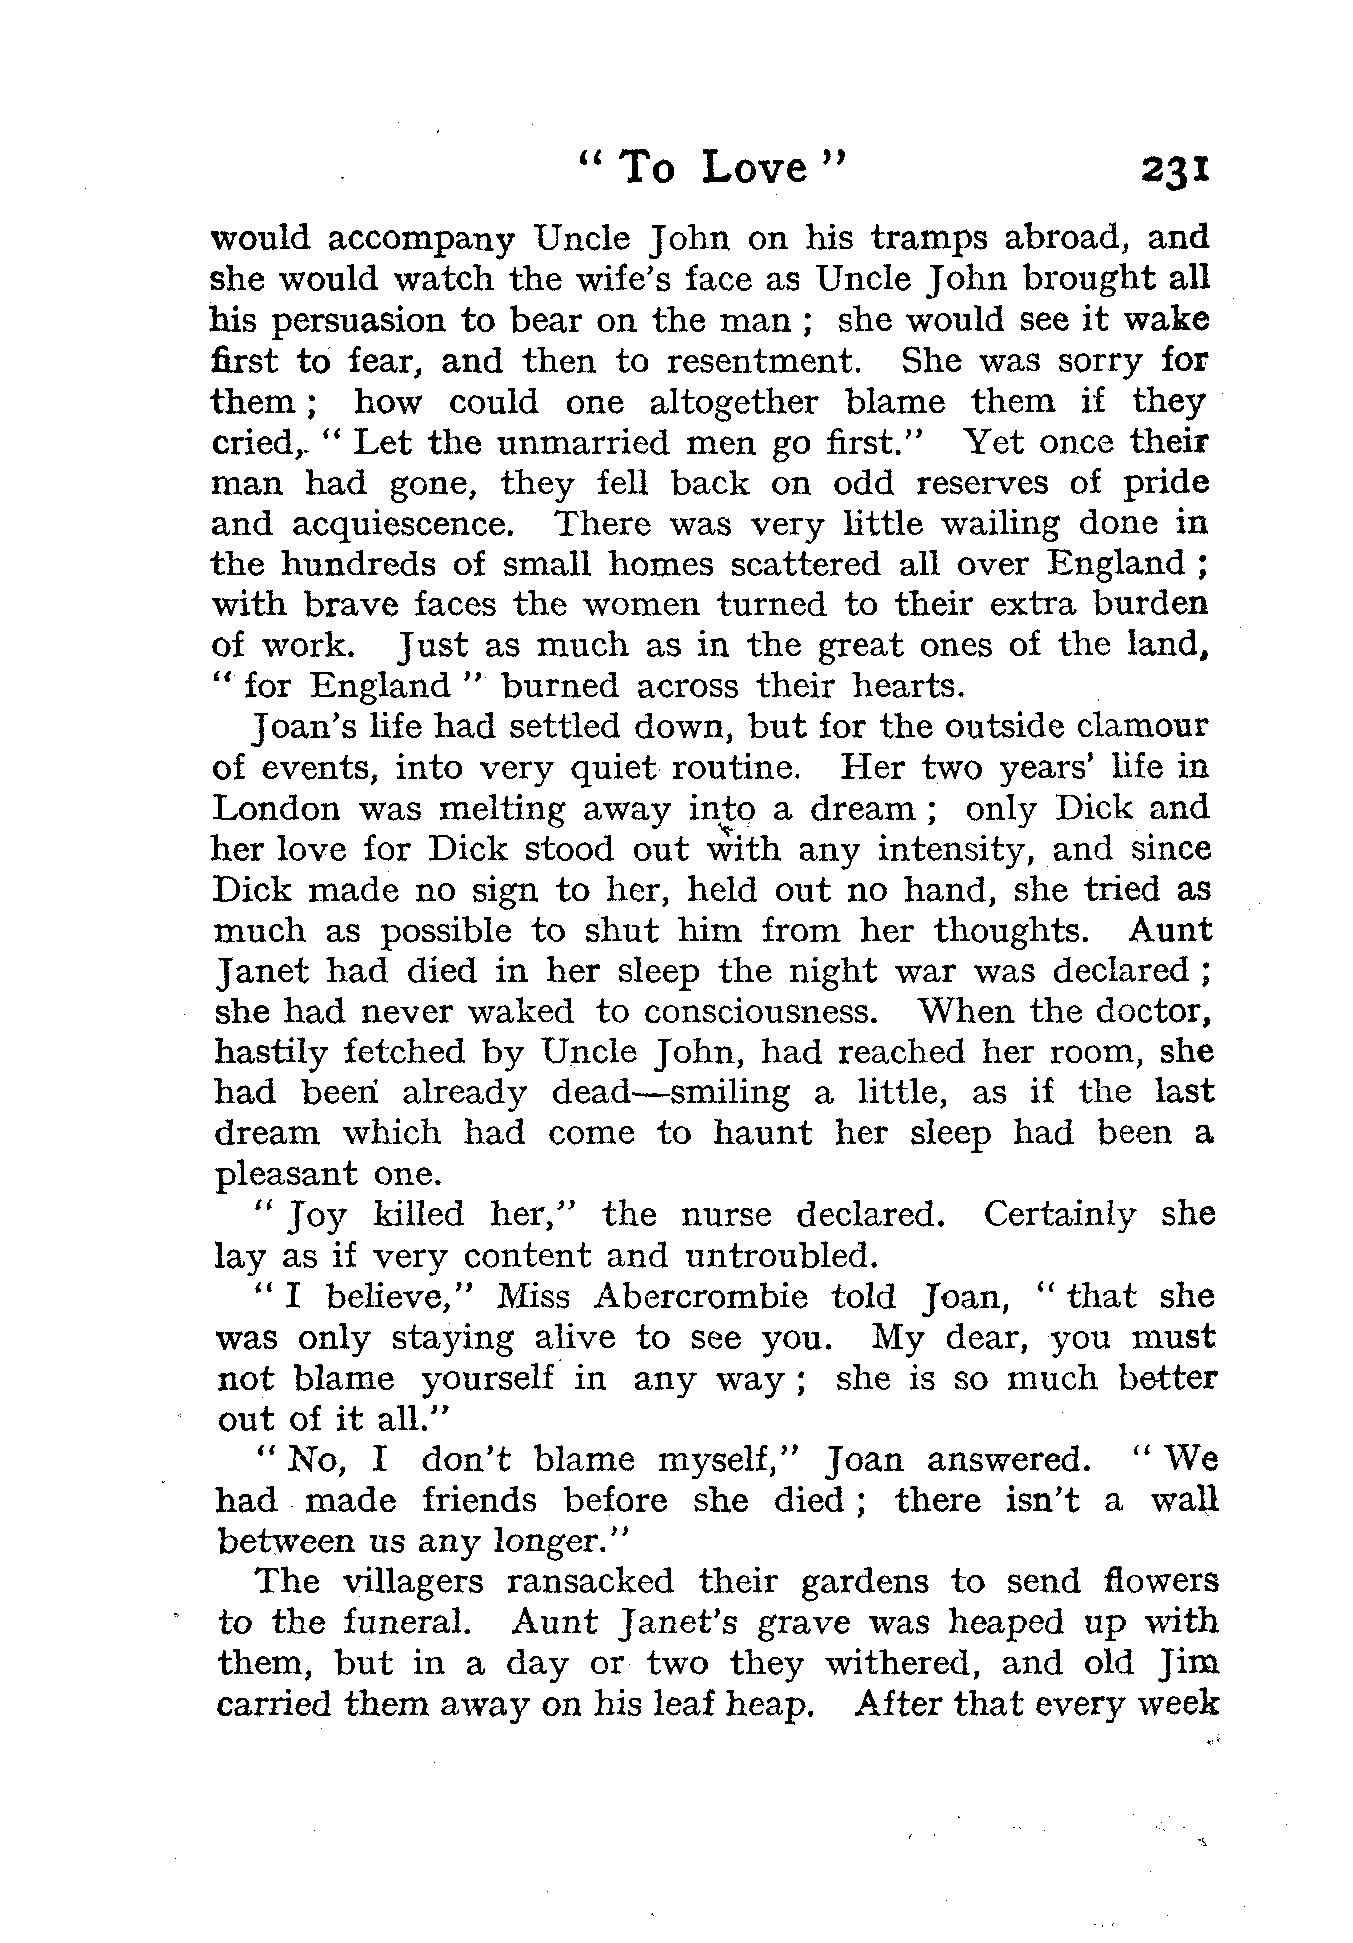 “ To Love ” 231
would accompany Uncle John on his tramps abroad, and
she would watch the wife’s face as Uncle John brought all
his persuasion to bear on the man ; she would see it wake
first to fear, and then to resentment. She was sorry for
them ; how could one altogether blame them if they
cried, “ Let the unmarried men go first.” Yet once their
man had gone, they fell back on odd reserves of pride
and acquiescence. There was very little wailing done in
the hundreds of small homes scattered all over England ;
with brave faces the women turned to their extra burden
of work. Just as much as in the great ones of the land,
“ for England ” burned across their hearts.
Joan’s life had settled down, but for the outside clamour
of events, into very quiet routine. Her two years’ life in
London was melting away into a dream ; only Dick and
her love for Dick stood out with any intensity, and since
Dick made no sign to her, held out no hand, she tried as
much as possible to shut him from her thoughts. Aunt
Janet had died in her sleep the night war was declared ;
she had never waked to consciousness. When the doctor,
hastily fetched by Uncle John, had reached her room, she
had been already dead—smiling a little, as if the last
dream which had come to haunt her sleep had been a
pleasant one.
“ Joy killed her,” the nurse declared. Certainly she
lay as if very content and untroubled.
“ I believe,” Miss Abercrombie told Joan, “ that she
was only staying alive to see you. My dear, you must
not blame yourself in any way ; she is so much better
out of it all.”
“ No, I don’t blame myself,” Joan answered. “ We
had made friends before she died ; there isn’t a wall
between us any longer.”
The villagers ransacked their gardens to send flowers
to the funeral. Aunt Janet’s grave was heaped up with
them, but in a day or two they withered, and old Jim
carried them away on his leaf heap. After that every week